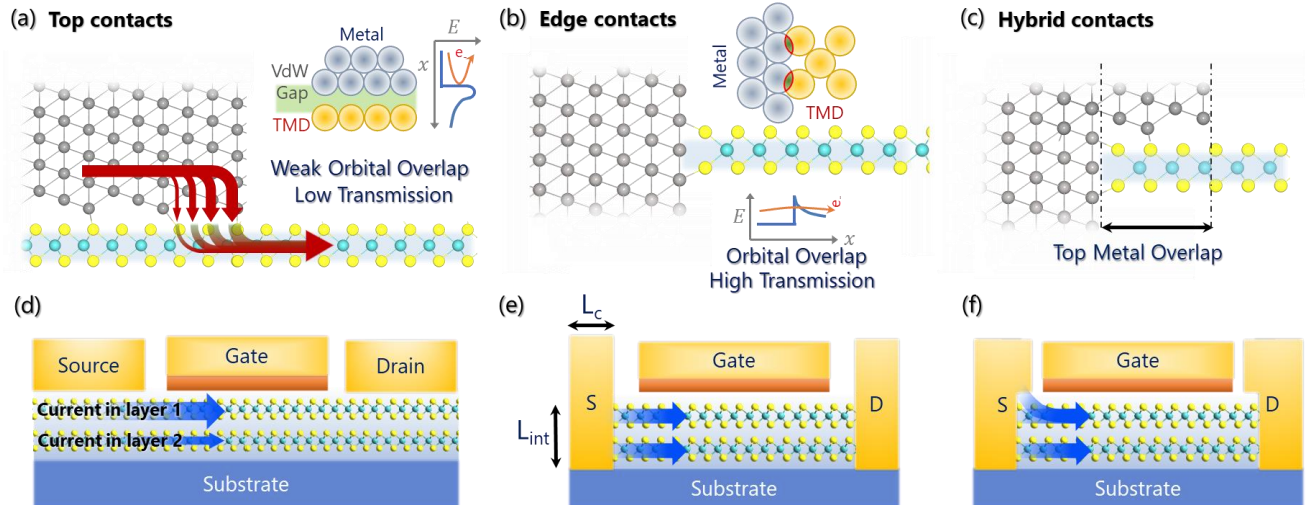 (a) Top contacts
Metal
VdW
Gap
TMD
E
x
e-
Weak Orbital Overlap
Low Transmission
(b) Edge contacts
Metal
TMD
E
e-
x
Orbital Overlap
High Transmission
(c) Hybrid contacts
Top Metal Overlap
(d)
Source
Gate
Drain
Current in layer 1
Current in layer 2
Substrate
(e)
Lc
Gate
S
D
Lint
Substrate
(f)
Gate
S
D
Substrate